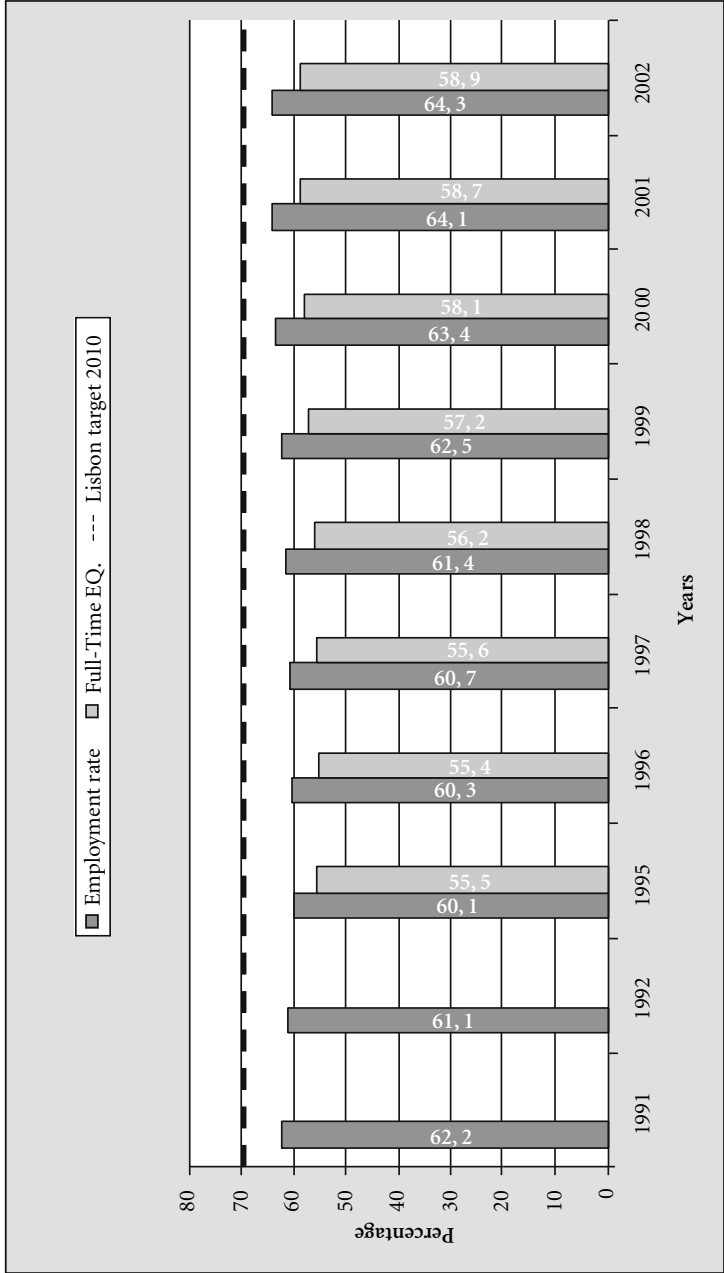 Employment rate Full-Time EQ. --- Lisbon target 2010
Percentage
80
70
60
50
40
30
20
10
0
62, 2
61, 1
60, 1 55, 5
60, 3 55, 4
60, 7 55, 6
61, 4 56, 2
62, 5 57, 2
63, 4 58, 1
64, 1 58, 7
64, 3 58, 9
1991 1992 1995 1996 1997 1998 1999 2000 2001 2002
Years